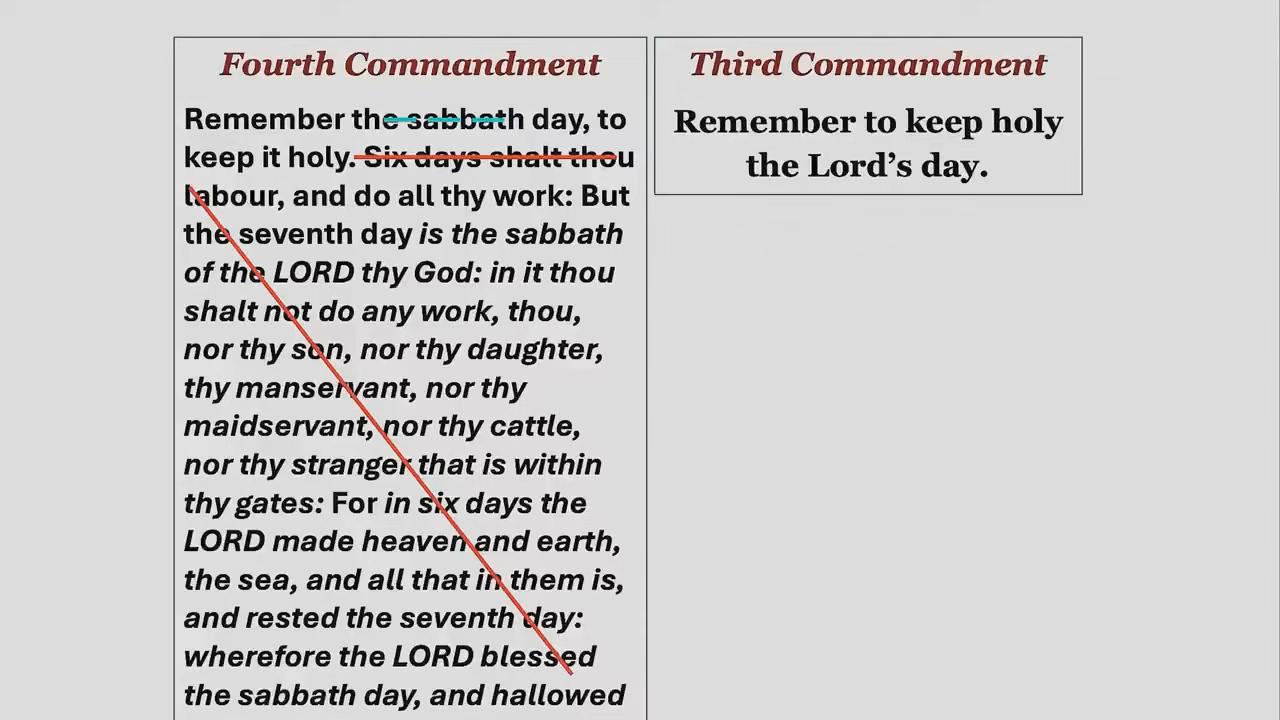 Fourth Commandment
Remember the sabbath day, to
keep it holy. Six days shalt thou
labour, and do all thy work: But
the seventh day is the sabbath
of the LORD thy God: in it thou
shalt not do any work, thou,
nor thy son, nor thy daughter,
thy manservant, nor thy
maidservant, nor thy cattle,
nor thy stranger that is within
thy gates: For in six days the
LORD made heaven and earth,
the sea, and all that in them is,
and rested the seventh day:
wherefore the LORD blessed
the sabbath day, and hallowed
Third Commandment
Remember to keep holy
the Lord’s day.